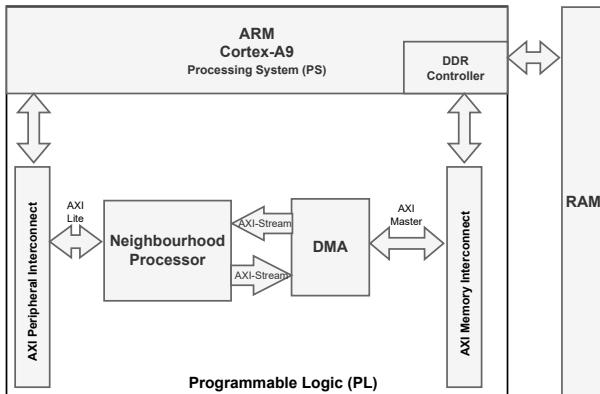 ARM
Cortex-A9
Processing System (PS)
DDR
Controller
RAM
AXI Peripheral Interconnect
AXI
Lite
Neighbourhood
Processor
AXI-Stream
AXI-Stream
DMA
AXI
Master
AXI Memory Interconnect
Programmable Logic (PL)